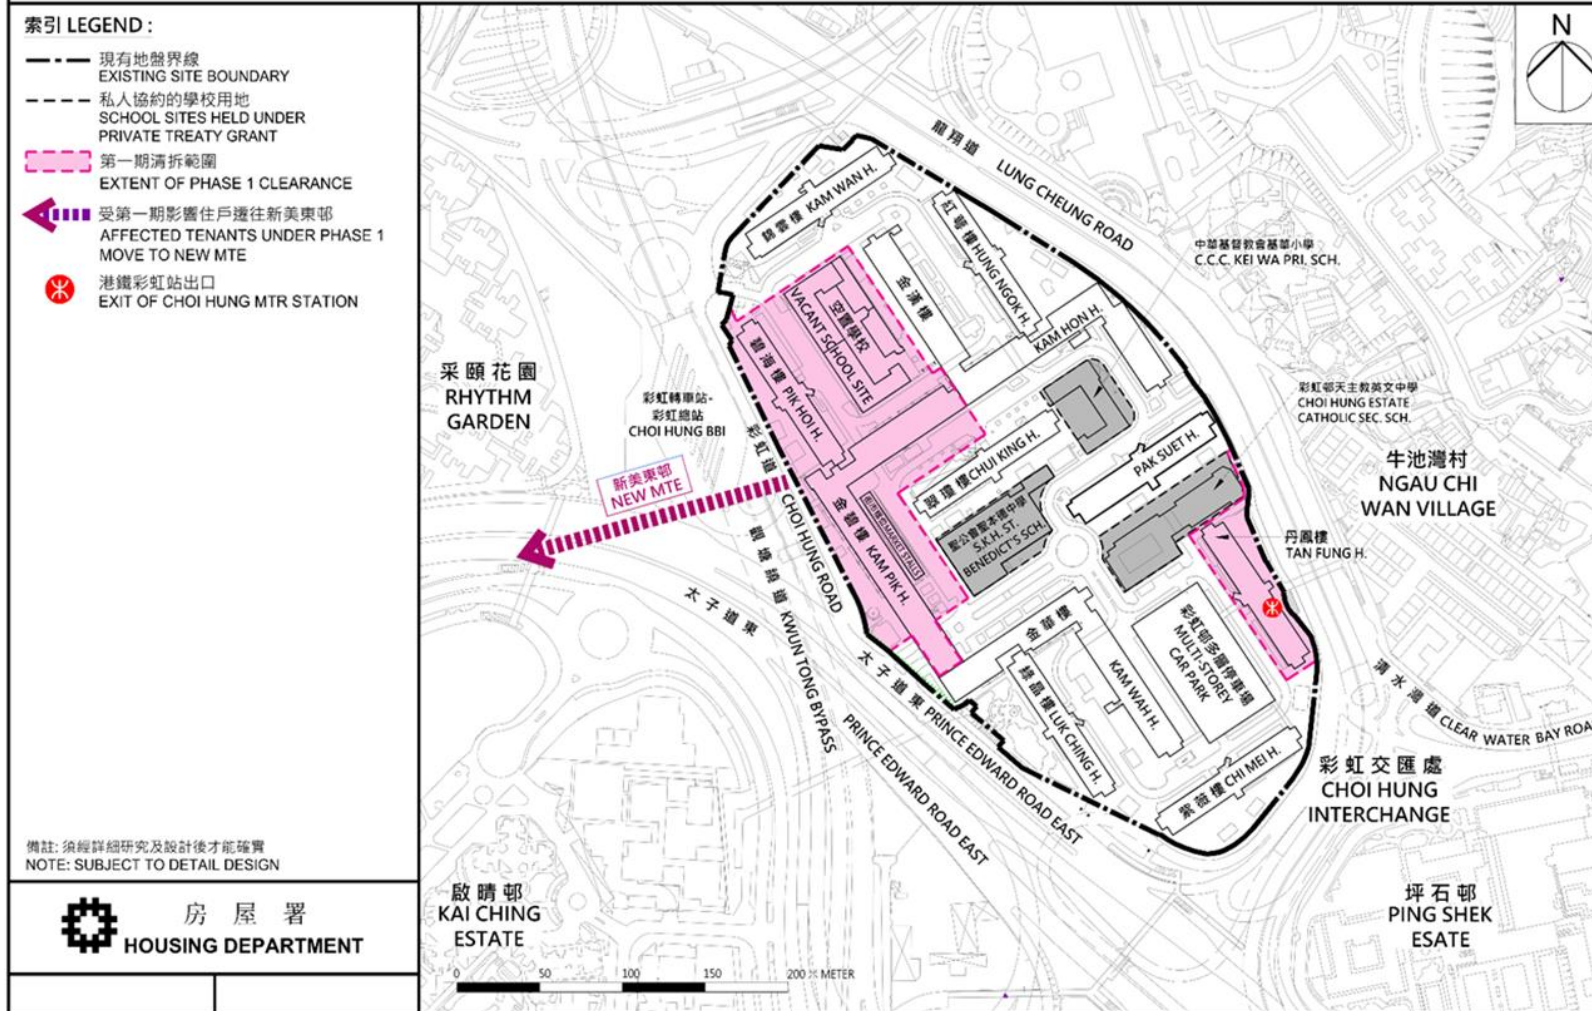 索引 LEGEND :
現有地盤界線
EXISTING SITE BOUNDARY
私人協約的學校用地
SCHOOL SITES HELD UNDER
PRIVATE TREATY GRANT
第一期清拆範圍
EXTENT OF PHASE 1 CLEARANCE
受第一期影響住戶遷往新美東邨
AFFECTED TENANTS UNDER PHASE 1
MOVE TO NEW MTE
港鐵彩虹站出口
EXIT OF CHOI HUNG MTR STATION
備註: 須經詳細研究及設計後才能確實
NOTE: SUBJECT TO DETAIL DESIGN
房屋署
HOUSING DEPARTMENT
N
龍翔道 LUNG CHEUNG ROAD
錦雲樓 KAM WAN H.
紅萼樓 HUNG NGOK H.
金漢樓
KAM HON H.
中華基督教會基華小學
C.C.C. KEI WA PRI. SCH.
空置學校
VACANT SCHOOL SITE
碧海樓 PIK HOI H.
采頤花園
RHYTHM
GARDEN
彩虹轉車站-
彩虹總站
CHOI HUNG BBI
彩虹道 CHOI HUNG ROAD
彩虹邨天主教英文中學
CHOI HUNG ESTATE
CATHOLIC SEC. SCH.
翠瓊樓 CHUI KING H.
PAK SUET H.
牛池灣村
NGAU CHI
WAN VILLAGE
新美東邨
NEW MTE
金碧樓 KAM PIK H.
MARKET STALLS
聖公會聖本德中學
S.K.H. ST.
BENEDICT'S SCH.
丹鳳樓
TAN FUNG H.
觀塘繞道 KWUN TONG BYPASS
太子道東
太子道東 PRINCE EDWARD ROAD EAST
PRINCE EDWARD ROAD EAST
金華樓
KAM WAH H.
綠晶樓 LUK CHING H.
彩虹邨多層停車場
MULTI-STOREY
CAR PARK
紫薇樓 CHI MEI H.
清水灣道 CLEAR WATER BAY ROA
彩虹交匯處
CHOI HUNG
INTERCHANGE
啟晴邨
KAI CHING
ESTATE
坪石邨
PING SHEK
ESATE
0 50 100 150 200 米 METER